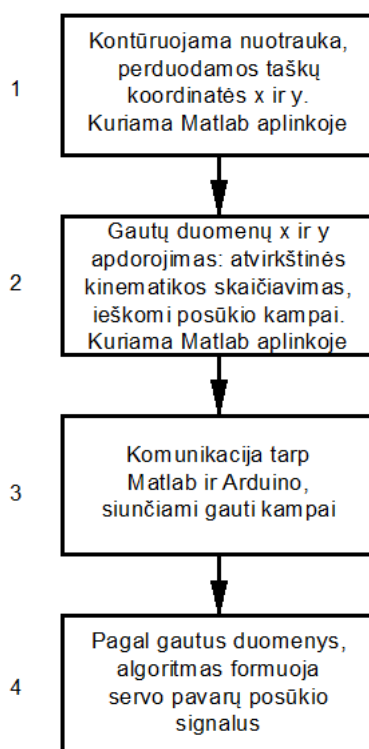 1
Kontūruojama nuotrauka,
perduodamos taškų
koordinatės x ir y.
Kuriama Matlab aplinkoje
2
Gautų duomenų x ir y
apdorojimas: atvirkštinės
kinematikos skaičiavimas,
ieškomi posūkio kampai.
Kuriama Matlab aplinkoje
3
Komunikacija tarp
Matlab ir Arduino,
siunčiami gauti kampai
4
Pagal gautus duomenys,
algoritmas formuoja
servo pavarų posūkio
signalus